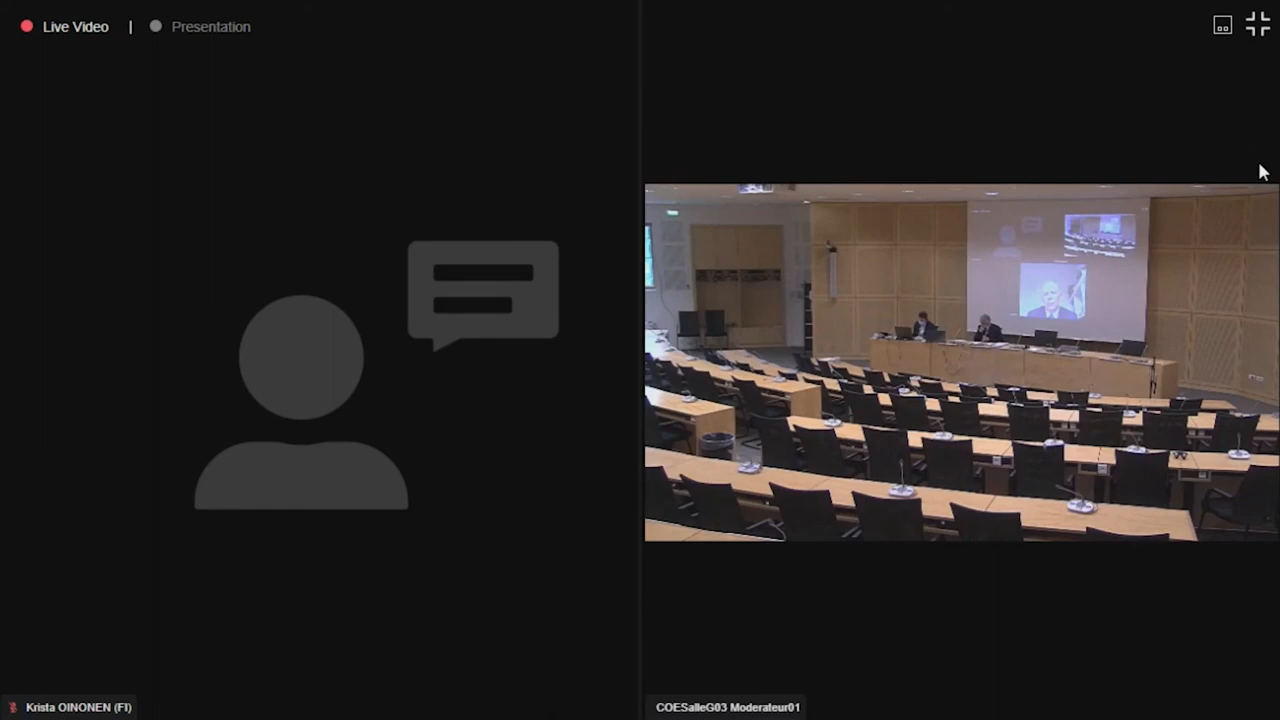 Live Video | Presentation
Krista OINONEN (FI)
COESalleG03 Moderateur01